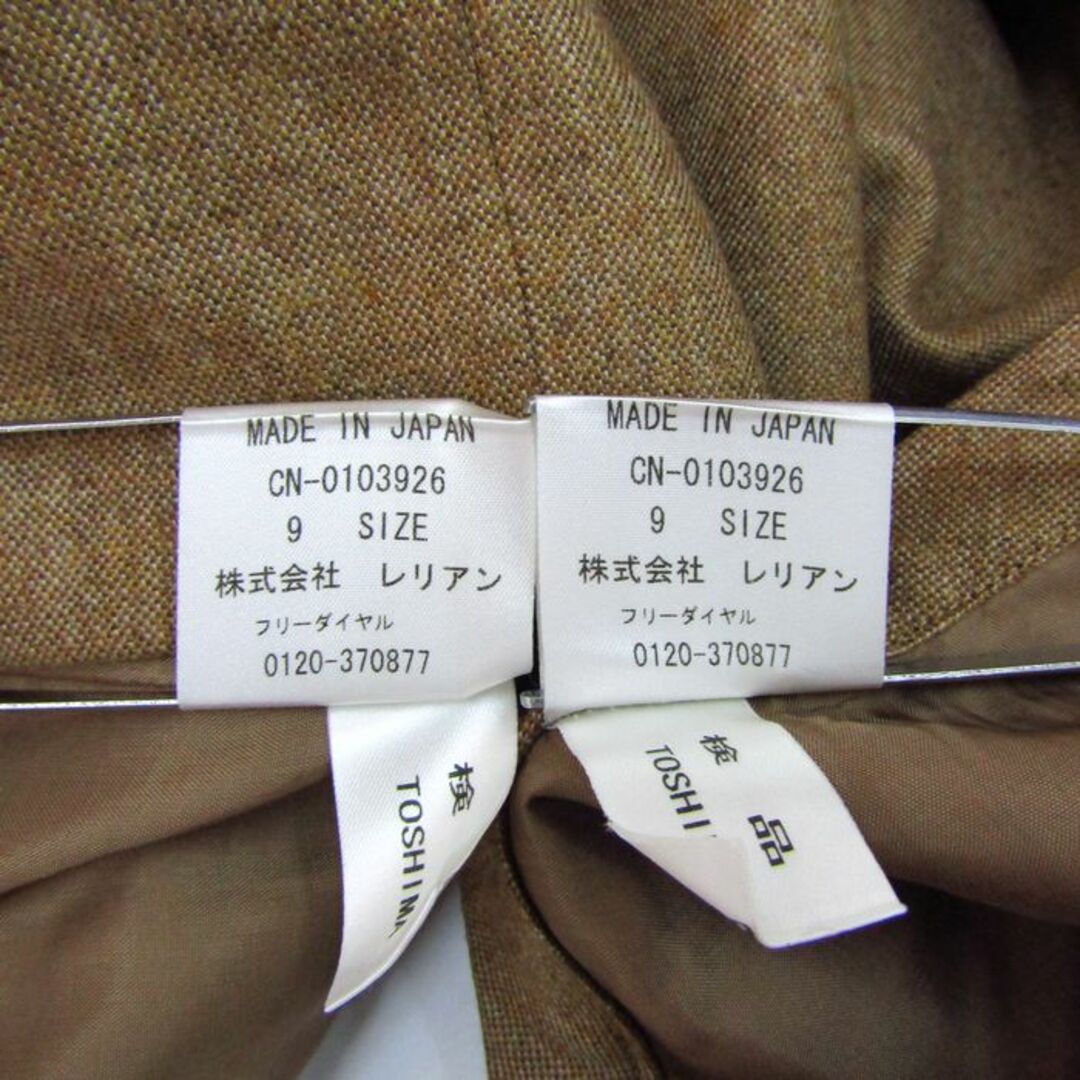 MADE IN JAPAN
CN-0103926
9 SIZE
株式会社 レリアン
フリーダイヤル
0120-370877
MADE IN JAPAN
CN-0103926
9 SIZE
株式会社 レリアン
フリーダイヤル
0120-370877
検
TOSHIMA
検品
TOSHI